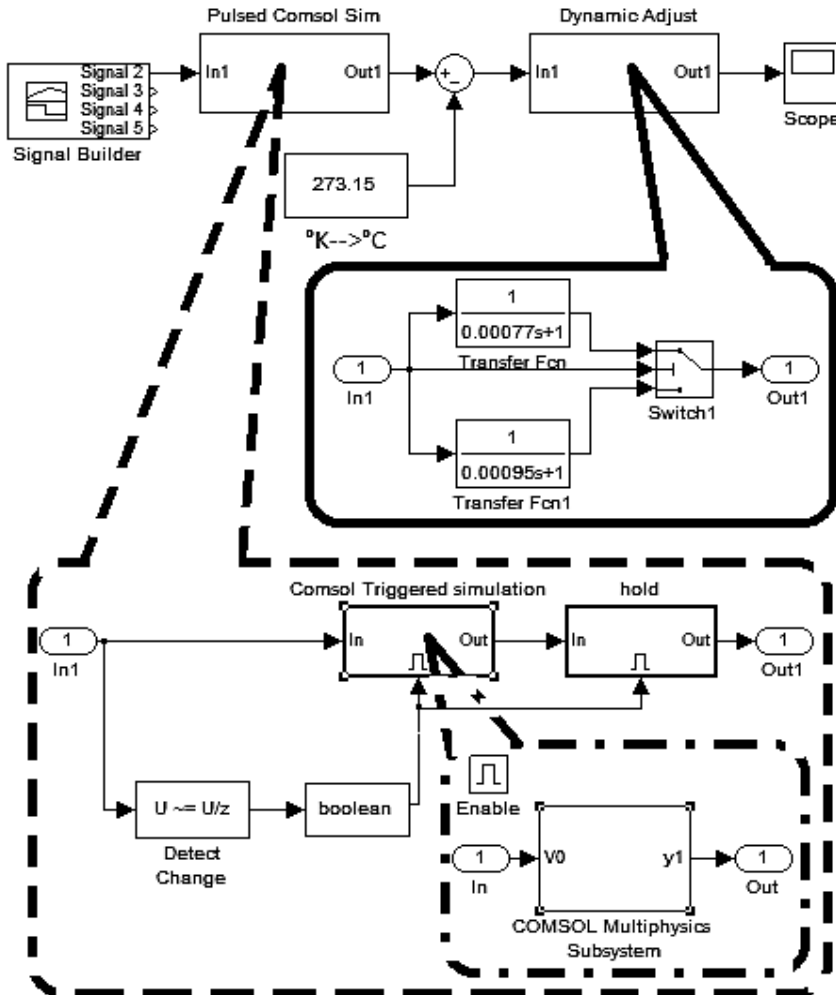 Pulsed Comsol Sim
Dynamic Adjust
Signal 2
Signal 3
Signal 4
Signal 5
Signal Builder
In1
Out1
+
−
In1
Out1
Scope
273.15
°K-->°C
1
0.00077s+1
Transfer Fcn
1
In1
Switch1
1
Out1
1
0.00095s+1
Transfer Fcn1
Comsol Triggered simulation
hold
1
In1
In
Out
In
Out
1
Out1
U ~= U/z
Detect
Change
boolean
Enable
1
In
V0
y1
1
Out
COMSOL Multiphysics
Subsystem